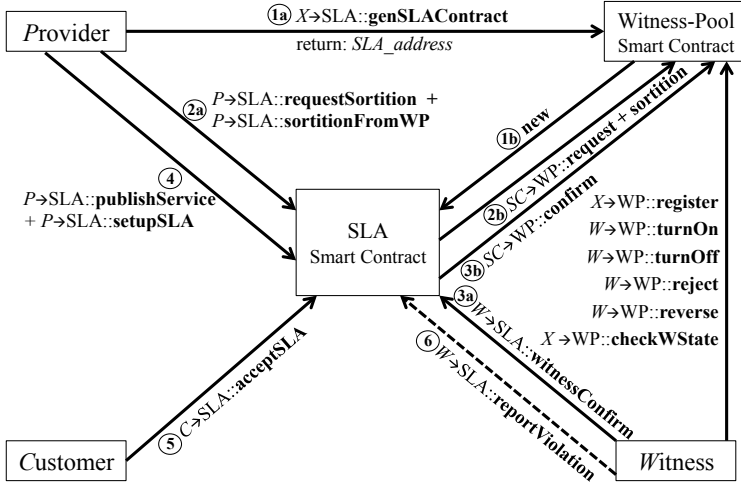 Provider
1a X→SLA::genSLAContract
return: SLA_address
Witness-Pool
Smart Contract
2a P→SLA::requestSortition +
P→SLA::sortitionFromWP
1b new
2b SC→WP::request + sortition
3b SC→WP::confirm
4
P→SLA::publishService
+ P→SLA::setupSLA
SLA
Smart Contract
X→WP::register
W→WP::turnOn
W→WP::turnOff
W→WP::reject
W→WP::reverse
X→WP::checkWState
3a W→SLA::witnessConfirm
6 W→SLA::reportViolation
5 C→SLA::acceptSLA
Customer
Witness